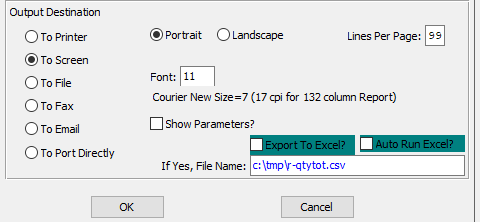 Output Destination
To Printer
Portrait Landscape Lines Per Page: 99
To Screen
To File
Font: 11
Courier New Size=7 (17 cpi for 132 column Report)
To Fax
To Email
Show Parameters?
To Port Directly
Export To Excel? Auto Run Excel?
If Yes, File Name: c:\tmp\r-qtytot.csv
OK Cancel